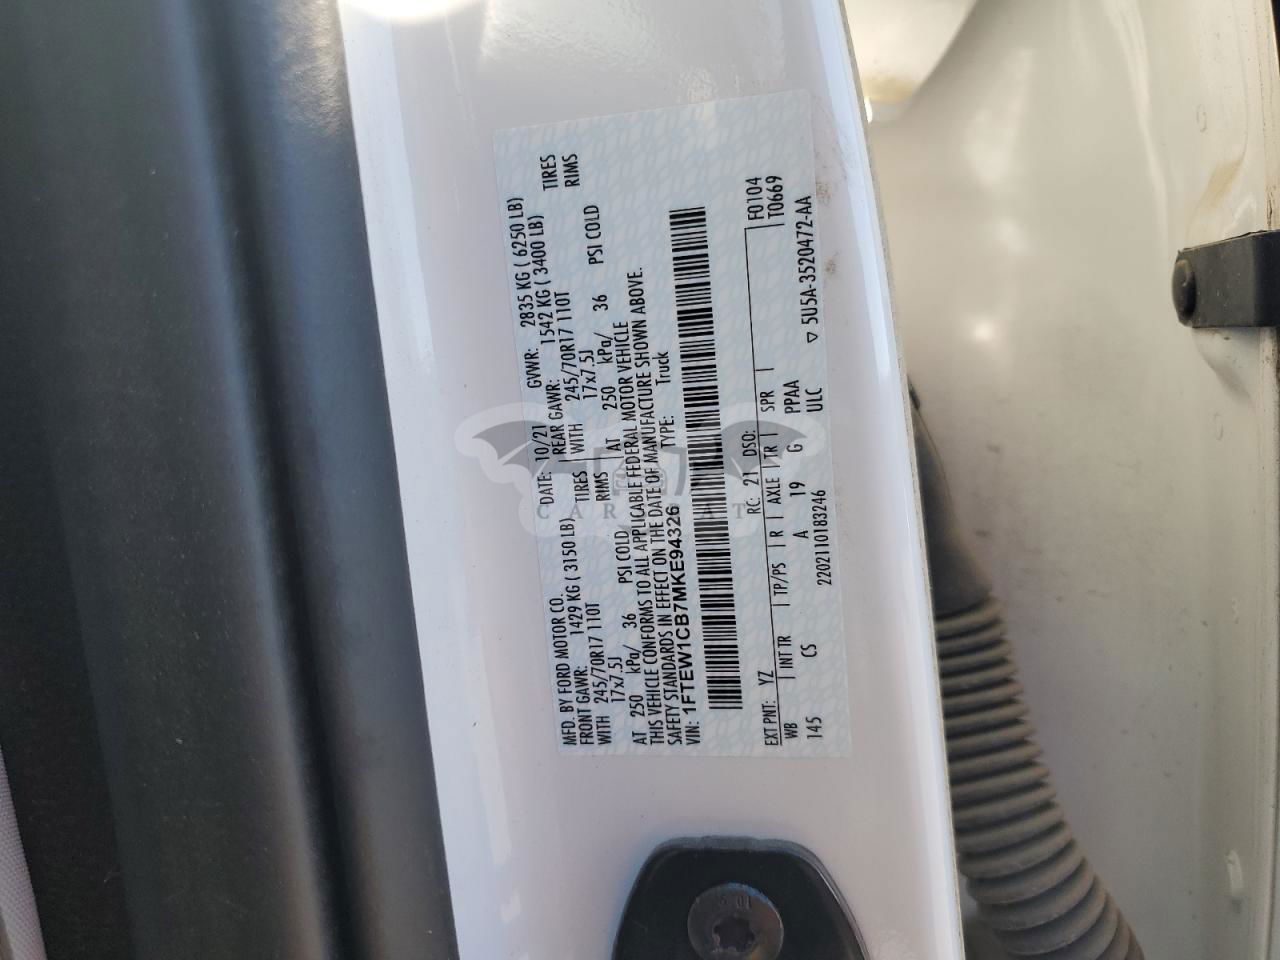 MFD. BY FORD MOTOR CO.
DATE: 10/21
GVWR: 2835 KG ( 6250 LB)
FRONT GAWR: 1429 KG ( 3150 LB)
REAR GAWR: 1542 KG ( 3400 LB)
WITH 245/70R17 110T TIRES
WITH 245/70R17 110T TIRES
17x7.5J RIMS
17x7.5J RIMS
AT 250 kPa/ 36 PSI COLD
AT 250 kPa/ 36 PSI COLD
THIS VEHICLE CONFORMS TO ALL APPLICABLE FEDERAL MOTOR VEHICLE
SAFETY STANDARDS IN EFFECT ON THE DATE OF MANUFACTURE SHOWN ABOVE.
VIN: 1FTEW1CB7MKE94326
TYPE: Truck
EXT PNT: YZ RC: 21 DSO: F0104
WB INT TR TP/PS R AXLE TR SPR T0669
145 CS A 19 G PPAA
ULC
2202110183246
▽ 5U5A-3520472-AA